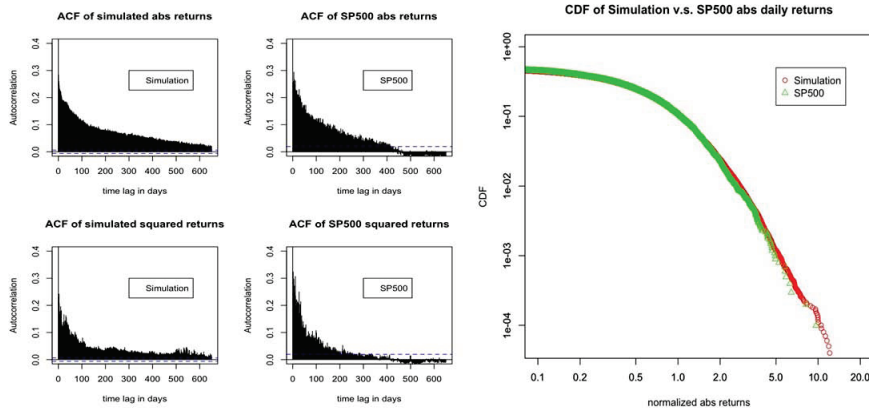 ACF of simulated abs returns
Autocorrelation
0.0 0.1 0.2 0.3 0.4
Simulation
0 100 200 300 400 500 600
time lag in days
ACF of SP500 abs returns
Autocorrelation
0.0 0.1 0.2 0.3 0.4
SP500
0 100 200 300 400 500 600
time lag in days
ACF of simulated squared returns
Autocorrelation
0.0 0.1 0.2 0.3 0.4
Simulation
0 100 200 300 400 500 600
time lag in days
ACF of SP500 squared returns
Autocorrelation
0.0 0.1 0.2 0.3 0.4
SP500
0 100 200 300 400 500 600
time lag in days
CDF of Simulation v.s. SP500 abs daily returns
CDF
1e+00
1e-01
1e-02
1e-03
1e-04
Simulation
SP500
0.1 0.2 0.5 1.0 2.0 5.0 10.0 20.0
normalized abs returns